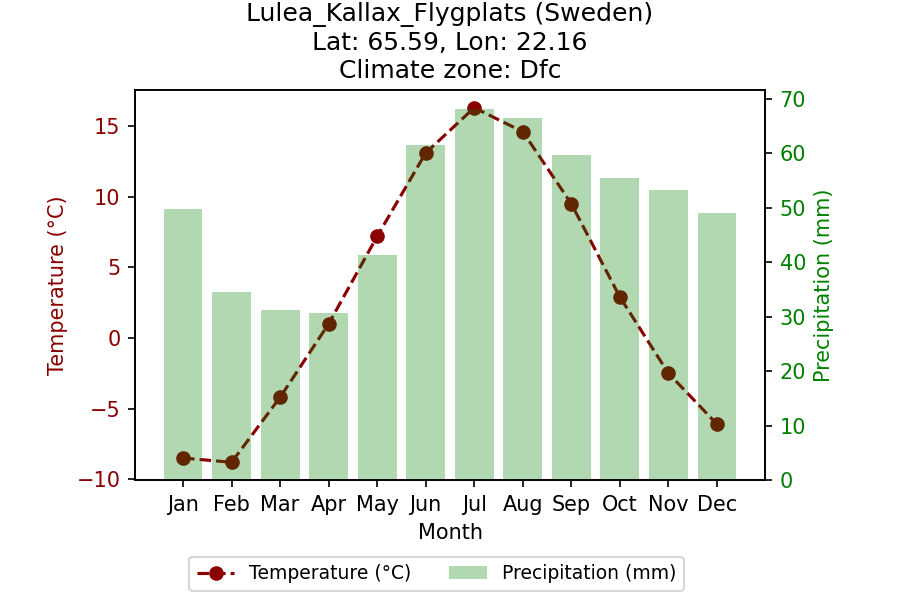 Lulea_Kallax_Flygplats (Sweden)
Lat: 65.59, Lon: 22.16
Climate zone: Dfc
Temperature (°C)
15
10
5
0
−5
−10
70
60
50
40
30
20
10
0
Precipitation (mm)
Jan Feb Mar Apr May Jun Jul Aug Sep Oct Nov Dec
Month
Temperature (°C) Precipitation (mm)